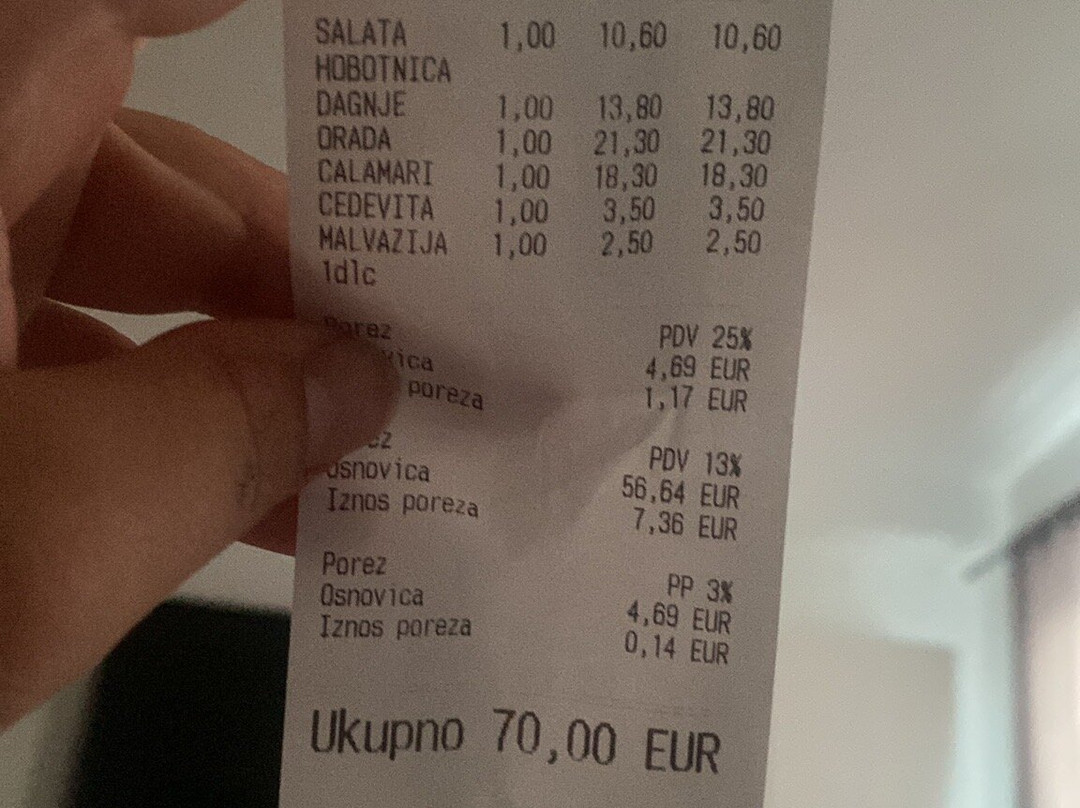 SALATA 1,00 10,60 10,60
HOBOTNICA
DAGNJE 1,00 13,80 13,80
ORADA 1,00 21,30 21,30
CALAMARI 1,00 18,30 18,30
CEDEVITA 1,00 3,50 3,50
MALVAZIJA 1,00 2,50 2,50
1dlc
Porez PDV 25%
4,69 EUR
poreza 1,17 EUR
PDV 13%
Osnovica 56,64 EUR
Iznos poreza 7,36 EUR
Porez PP 3%
Osnovica 4,69 EUR
Iznos poreza 0,14 EUR
Ukupno 70,00 EUR